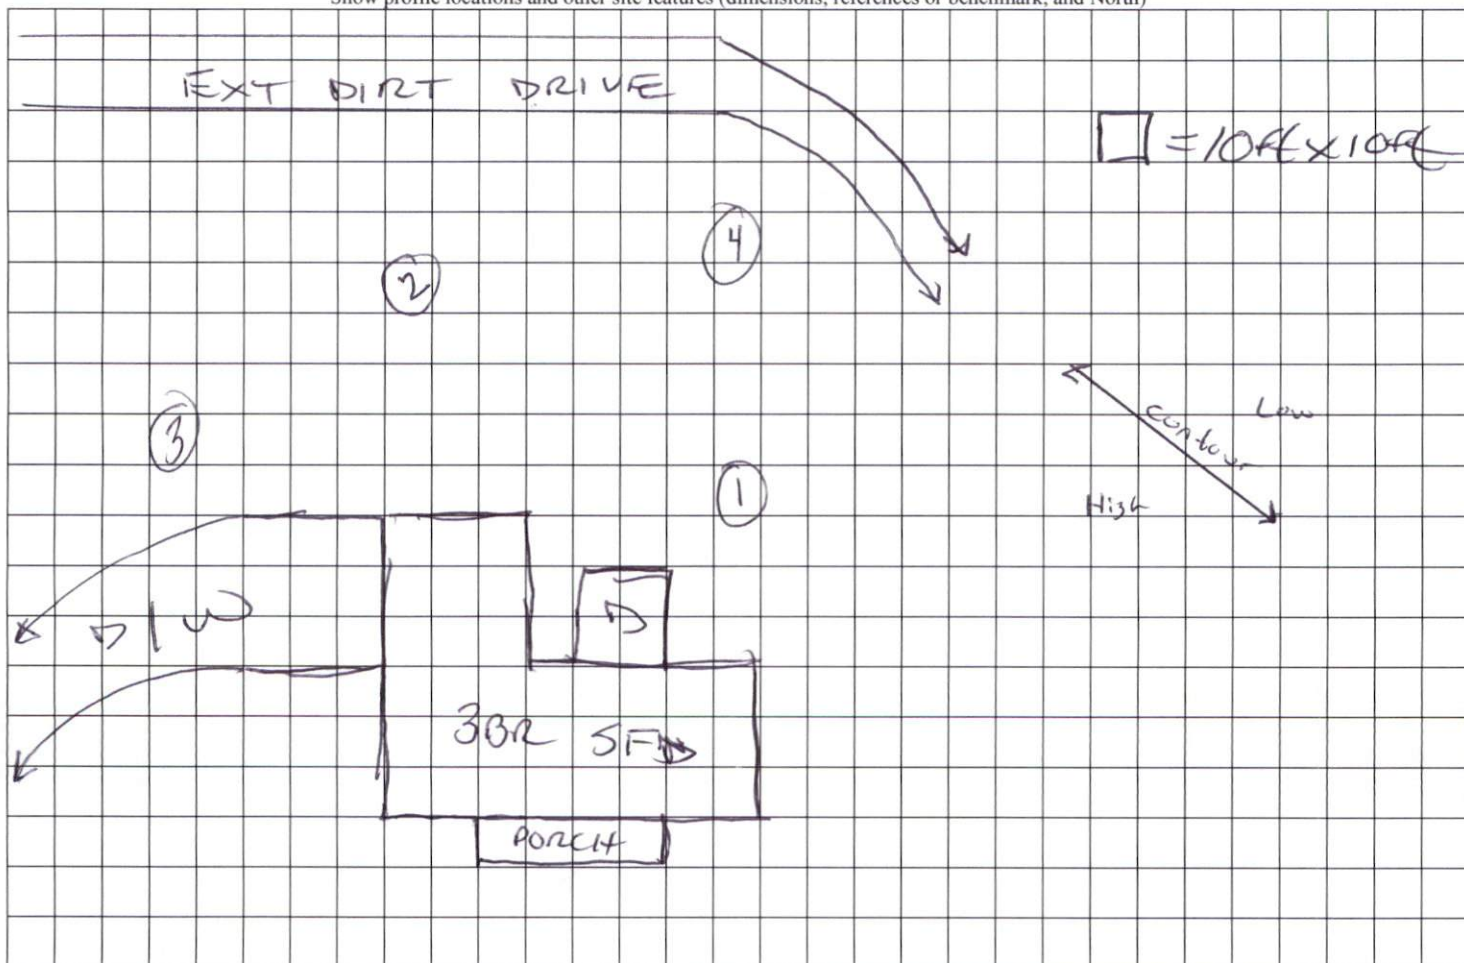 Show profile locations and other site features (dimensions, references or benchmark, and North)
EXT DIRT DRIVE
= 10ft x 10ft
4
2
contour
Low
3
High
1
D/W
D
3BR SFD
PORCH